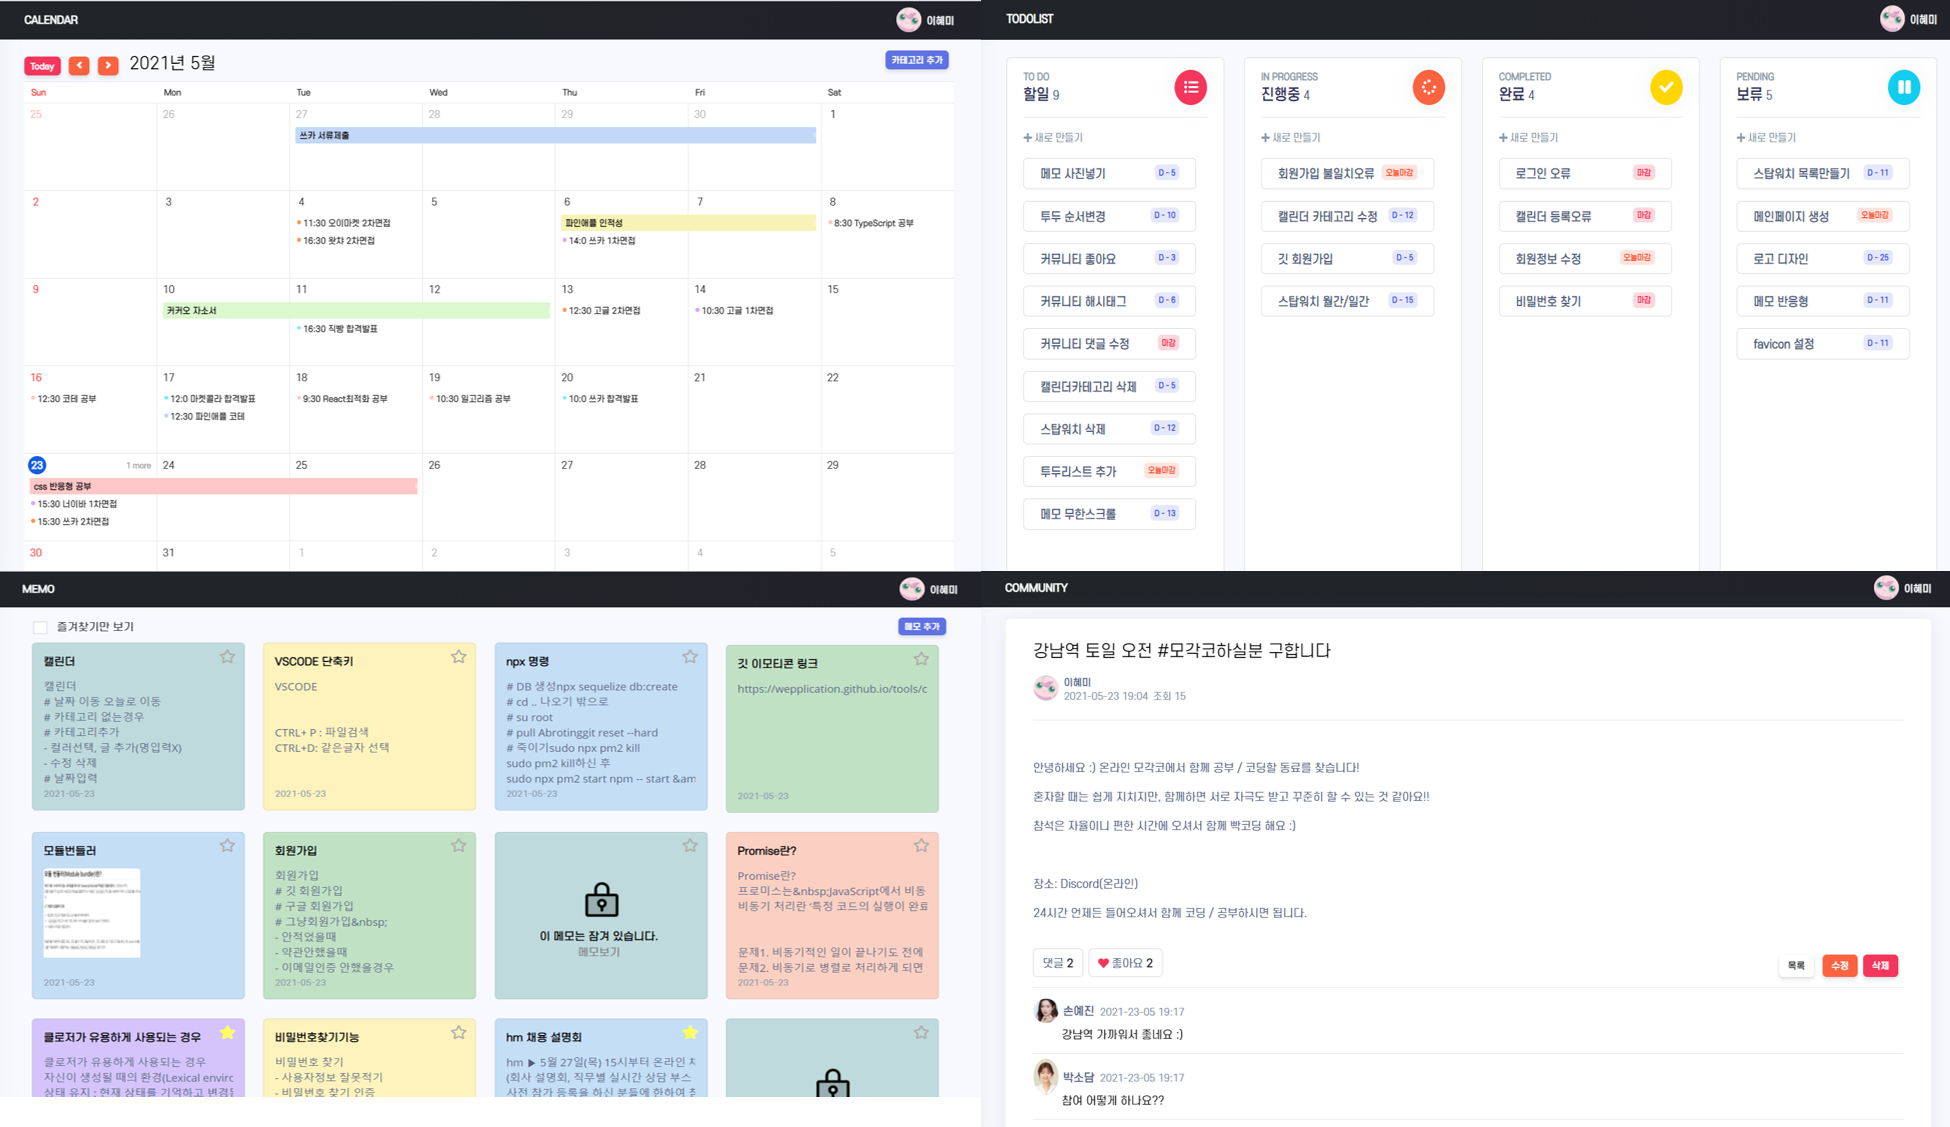 CALENDAR
이혜미
Today
2021년 5월
카테고리 추가
Sun Mon Tue Wed Thu Fri Sat
25 26 27 28 29 30 1
쓰카 서류제출
2 3 4 5 6 7 8
11:30 오이마켓 2차면접
16:30 왓챠 2차면접
파인애플 인적성
14:0 쓰카 1차면접
8:30 TypeScript 공부
9 10 11 12 13 14 15
커커오 자소서
16:30 직빵 합격발표
12:30 고글 2차면접
10:30 고글 1차면접
16 17 18 19 20 21 22
12:30 코테 공부
12:0 마켓콜라 합격발표
12:30 파인애플 코테
9:30 React최적화 공부
10:30 알고리즘 공부
10:0 쓰카 합격발표
23 1 more 24 25 26 27 28 29
css 반응형 공부
15:30 너이바 1차면접
15:30 쓰카 2차면접
30 31 1 2 3 4 5
TODOLIST
이혜미
TO DO
할일 9
+ 새로 만들기
메모 사진넣기 D - 5
투두 순서변경 D - 10
커뮤니티 좋아요 D - 3
커뮤니티 해시태그 D - 6
커뮤니티 댓글 수정 마감
캘린더카테고리 삭제 D - 5
스탑워치 삭제 D - 12
투두리스트 추가 오늘마감
메모 무한스크롤 D - 13
IN PROGRESS
진행중 4
+ 새로 만들기
회원가입 불일치오류 오늘마감
캘린더 카테고리 수정 D - 12
깃 회원가입 D - 5
스탑워치 월간/일간 D - 15
COMPLETED
완료 4
+ 새로 만들기
로그인 오류 마감
캘린더 등록오류 마감
회원정보 수정 오늘마감
비밀번호 찾기 마감
PENDING
보류 5
+ 새로 만들기
스탑워치 목록만들기 D - 11
메인페이지 생성 오늘마감
로고 디자인 D - 25
메모 반응형 D - 11
favicon 설정 D - 11
MEMO
이혜미
즐겨찾기만 보기
메모 추가
캘린더
캘린더
# 날짜 이동 오늘로 이동
# 카테고리 없는경우
# 카테고리추가
- 컬러선택, 글 추가(명입력X)
- 수정 삭제
# 날짜입력
2021-05-23
VSCODE 단축키
VSCODE
CTRL+ P : 파일검색
CTRL+D: 같은글자 선택
2021-05-23
npx 명령
# DB 생성npx sequelize db:create
# cd .. 나오기 밖으로
# su root
# pull Abrotinggit reset --hard
# 죽이기sudo npx pm2 kill
sudo pm2 kill하신 후
sudo npx pm2 start npm -- start &am
2021-05-23
깃 이모티콘 링크
https://wepplication.github.io/tools/c
2021-05-23
모듈번들러
2021-05-23
회원가입
회원가입
# 깃 회원가입
# 구글 회원가입
# 그냥회원가입&nbsp;
- 안적었을때
- 약관안했을때
- 이메일인증 안했을경우
2021-05-23
이 메모는 잠겨 있습니다.
메모보기
Promise란?
Promise란?
프로미스는&nbsp;JavaScript에서 비동
비동기 처리란 '특정 코드의 실행이 완료
문제1. 비동기적인 일이 끝나기도 전에
문제2. 비동기로 병렬로 처리하게 되면
2021-05-23
클로저가 유용하게 사용되는 경우
클로저가 유용하게 사용되는 경우
자신이 생성될 때의 환경(Lexical envirc
상태 유지 : 현재 상태를 기억하고 변경된
비밀번호찾기기능
비밀번호 찾기
- 사용자정보 잘못적기
- 비밀번호 찾기 인증
hm 채용 설명회
hm ▶ 5월 27일(목) 15시부터 온라인 채
(회사 설명회, 직무별 실시간 상담 부스
사전 참가 등록을 하신 분들에 한하여 참
COMMUNITY
이혜미
강남역 토일 오전 #모각코하실분 구합니다
이혜미
2021-05-23 19:04 조회 15
안녕하세요 :) 온라인 모각코에서 함께 공부 / 코딩할 동료를 찾습니다!
혼자할 때는 쉽게 지치지만, 함께하면 서로 자극도 받고 꾸준히 할 수 있는 것 같아요!!
참석은 자율이니 편한 시간에 오셔서 함께 빡코딩 해요 :)
장소: Discord(온라인)
24시간 언제든 들어오셔서 함께 코딩 / 공부하시면 됩니다.
댓글 2 좋아요 2
목록 수정 삭제
손예진 2021-23-05 19:17
강남역 가까워서 좋네요 :)
박소담 2021-23-05 19:17
참여 어떻게 하나요??